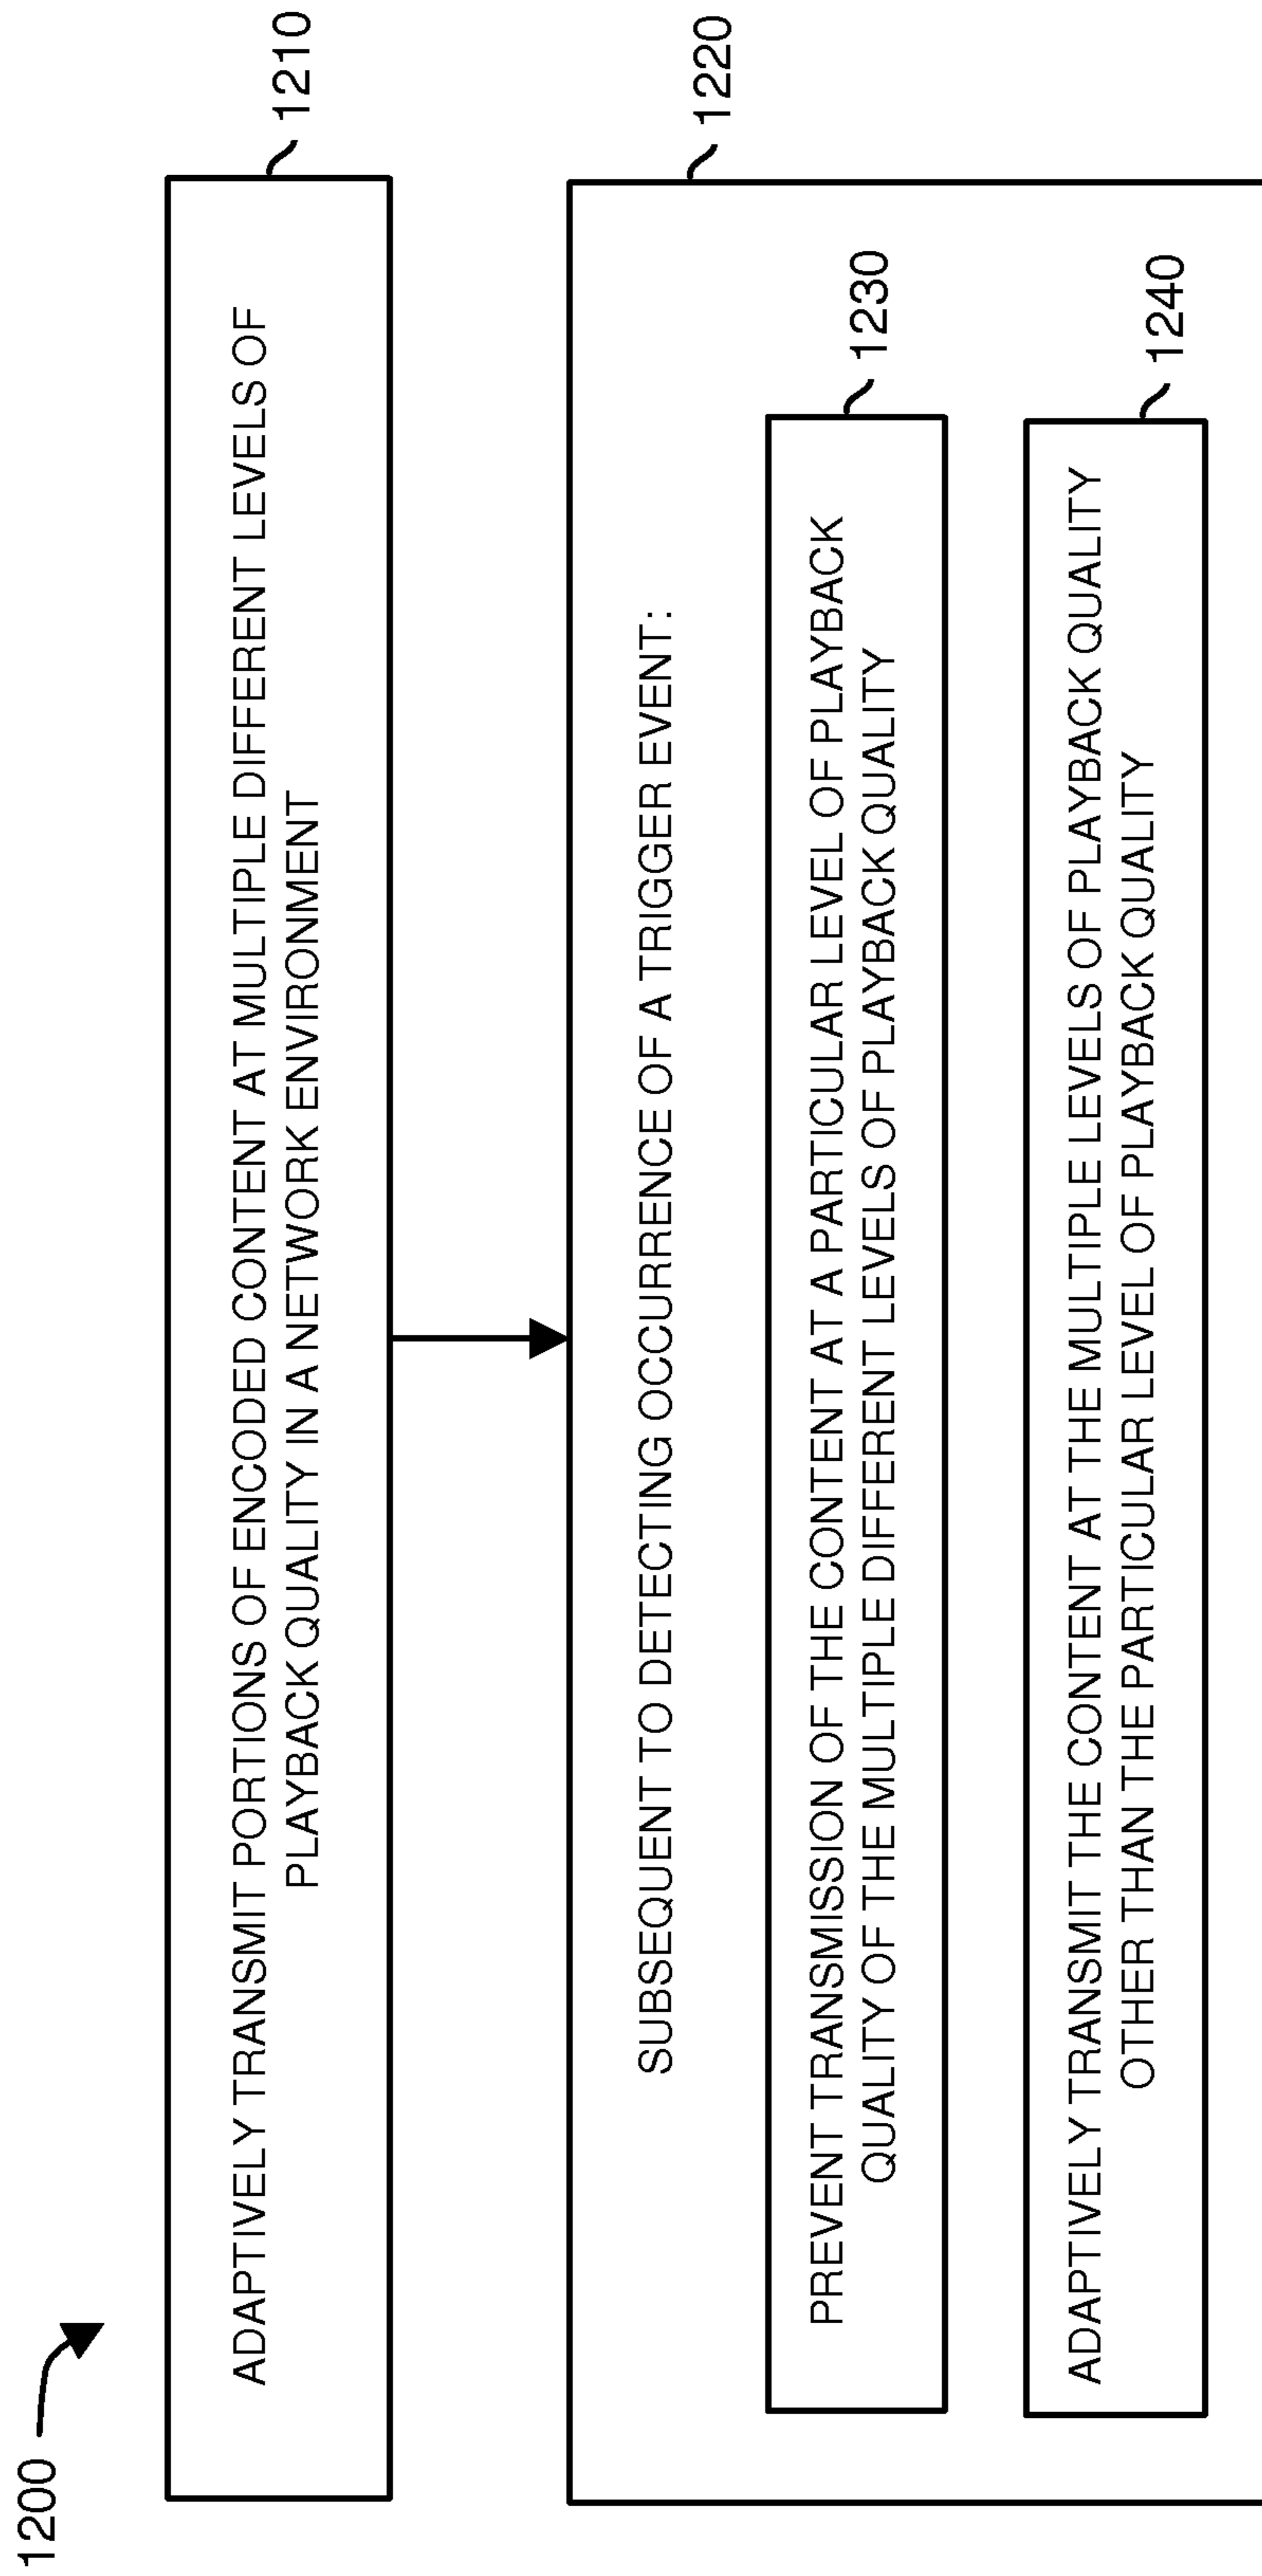 1200
ADAPTIVELY TRANSMIT PORTIONS OF ENCODED CONTENT AT MULTIPLE DIFFERENT LEVELS OF
PLAYBACK QUALITY IN A NETWORK ENVIRONMENT
1210
SUBSEQUENT TO DETECTING OCCURRENCE OF A TRIGGER EVENT:
1220
PREVENT TRANSMISSION OF THE CONTENT AT A PARTICULAR LEVEL OF PLAYBACK
QUALITY OF THE MULTIPLE DIFFERENT LEVELS OF PLAYBACK QUALITY
1230
ADAPTIVELY TRANSMIT THE CONTENT AT THE MULTIPLE LEVELS OF PLAYBACK QUALITY
OTHER THAN THE PARTICULAR LEVEL OF PLAYBACK QUALITY
1240